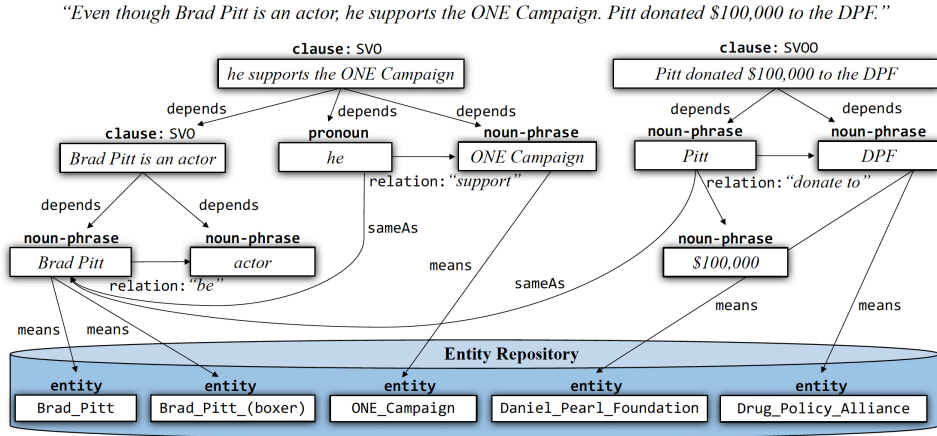 “Even though Brad Pitt is an actor, he supports the ONE Campaign. Pitt donated $100,000 to the DPF.”
clause: SVO
he supports the ONE Campaign
clause: SVOO
Pitt donated $100,000 to the DPF
depends
depends
depends
depends
depends
clause: SVO
Brad Pitt is an actor
pronoun
he
noun-phrase
ONE Campaign
noun-phrase
Pitt
noun-phrase
DPF
relation: “support”
relation: “donate to”
depends
depends
sameAs
noun-phrase
Brad Pitt
noun-phrase
actor
noun-phrase
$100,000
relation: “be”
means
sameAs
means
means
means
means
Entity Repository
entity
Brad_Pitt
entity
Brad_Pitt_(boxer)
entity
ONE_Campaign
entity
Daniel_Pearl_Foundation
entity
Drug_Policy_Alliance